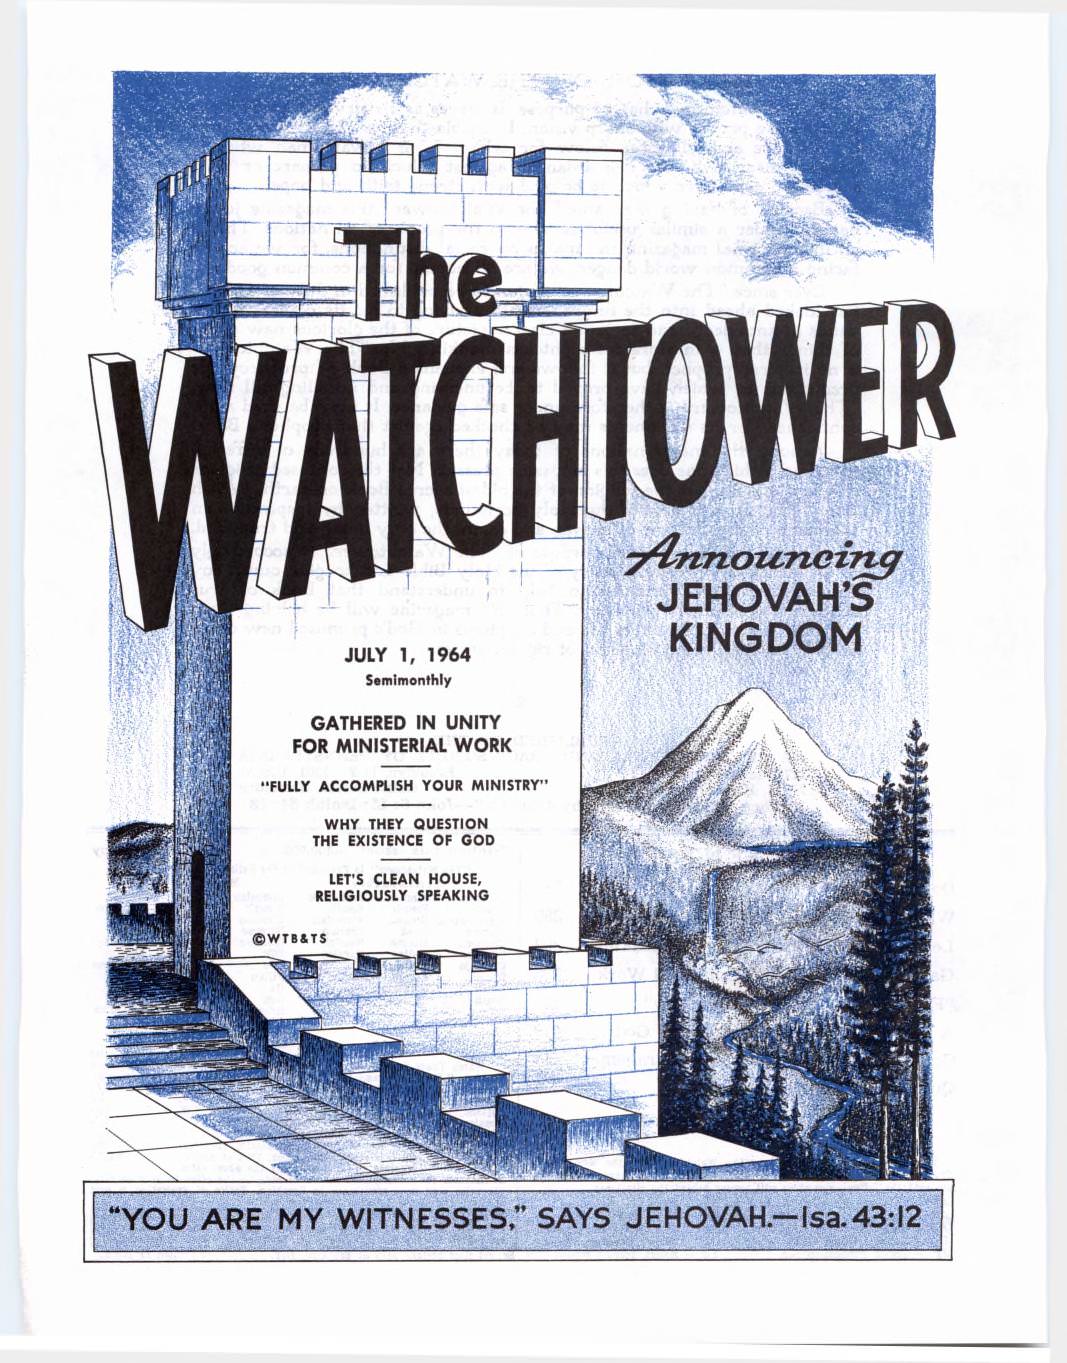 The
WATCHTOWER
Announcing
JEHOVAH'S
KINGDOM
JULY 1, 1964
Semimonthly
GATHERED IN UNITY
FOR MINISTERIAL WORK
"FULLY ACCOMPLISH YOUR MINISTRY"
WHY THEY QUESTION
THE EXISTENCE OF GOD
LET'S CLEAN HOUSE,
RELIGIOUSLY SPEAKING
©WTB&TS
"YOU ARE MY WITNESSES," SAYS JEHOVAH.—Isa. 43:12